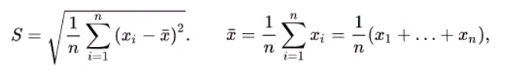 S = \sqrt{\frac{1}{n} \sum_{i=1}^{n} (x_i - \bar{x})^2}. \quad \bar{x} = \frac{1}{n} \sum_{i=1}^{n} x_i = \frac{1}{n}(x_1 + \ldots + x_n),